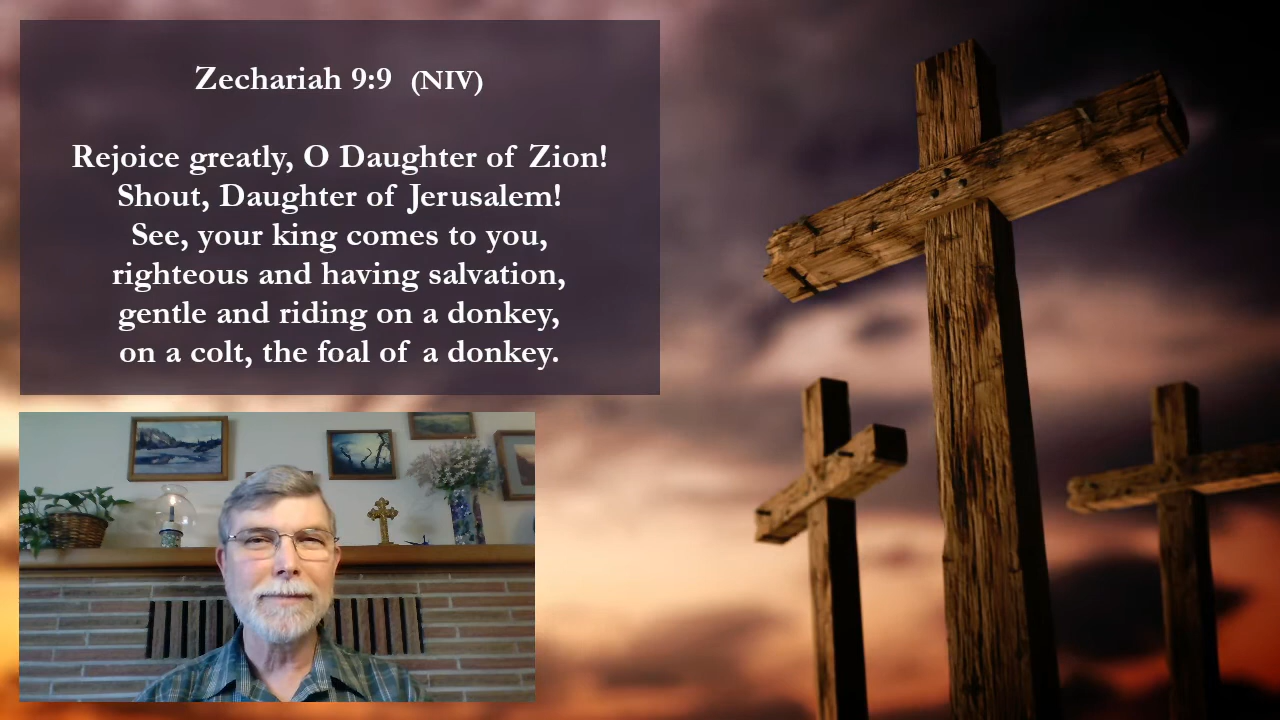 Zechariah 9:9 (NIV)
Rejoice greatly, O Daughter of Zion!
Shout, Daughter of Jerusalem!
See, your king comes to you,
righteous and having salvation,
gentle and riding on a donkey,
on a colt, the foal of a donkey.